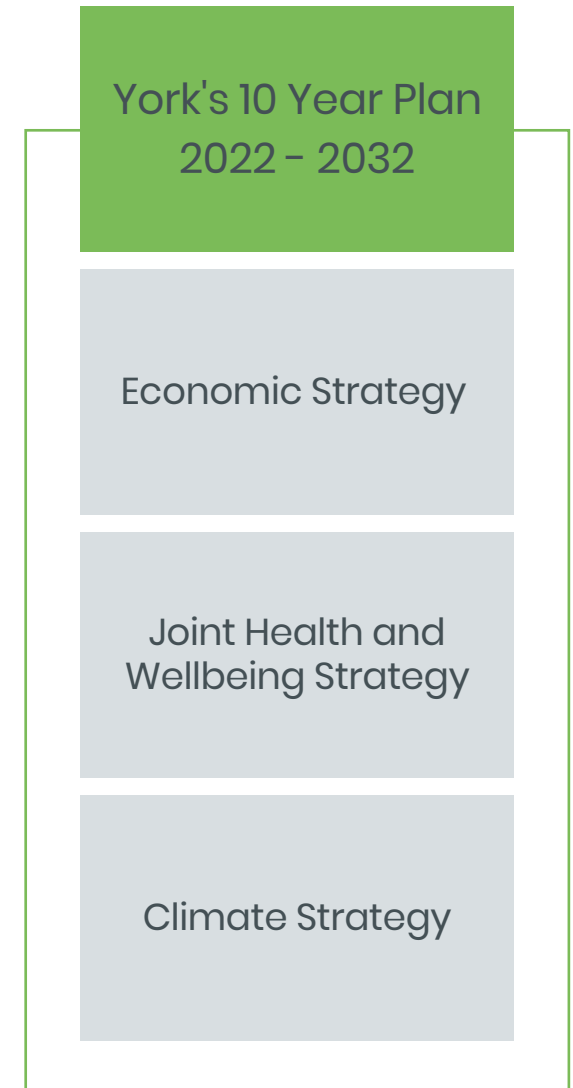 York's 10 Year Plan
2022 - 2032
Economic Strategy
Joint Health and
Wellbeing Strategy
Climate Strategy